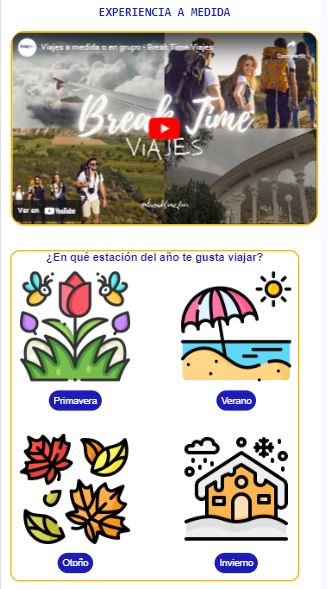 EXPERIENCIA A MEDIDA
Viajes a medida o en grupo - Break Time Viajes
Compartir
Break Time
VIAJES
Ver en YouTube
¿En qué estación del año te gusta viajar?
Primavera
Verano
Otoño
Invierno